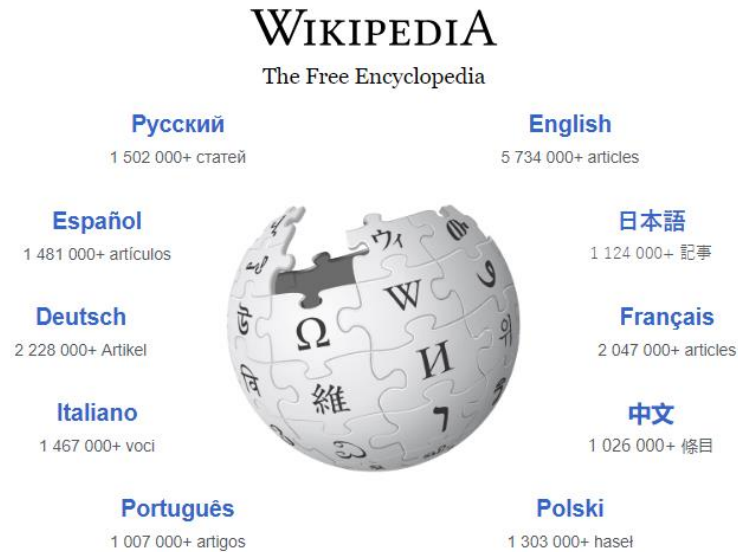 WIKIPEDIA
The Free Encyclopedia
Русский
1 502 000+ статей
English
5 734 000+ articles
Español
1 481 000+ artículos
日本語
1 124 000+ 記事
Deutsch
2 228 000+ Artikel
Français
2 047 000+ articles
Italiano
1 467 000+ voci
中文
1 026 000+ 條目
Português
1 007 000+ artigos
Polski
1 303 000+ haseł
ウィ
W
Ω
И
維